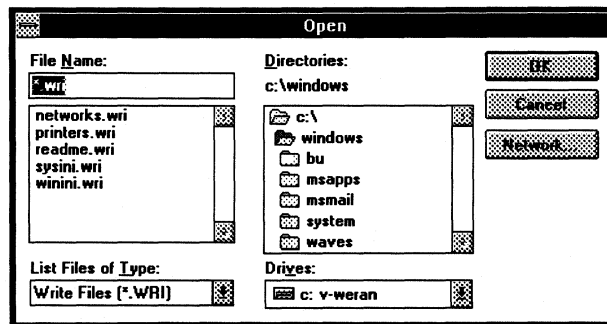 Open
File Name:
*.wri
networks.wri
printers.wri
readme.wri
sysini.wri
winini.wri
List Files of Type:
Write Files (*.WRI)
Directories:
c:\windows
c:\
windows
bu
msapps
msmail
system
waves
Drives:
c: v-weran
OK
Cancel
Network...